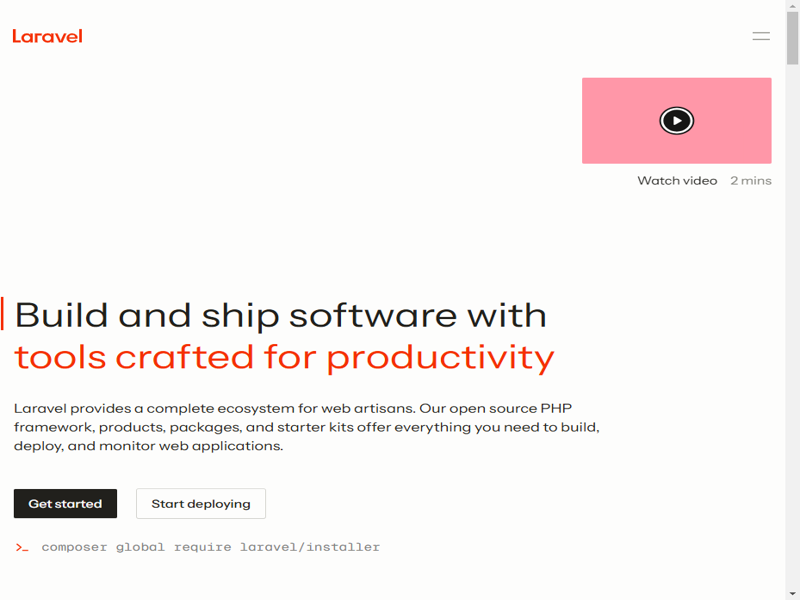 Laravel
Watch video 2 mins
Build and ship software with
tools crafted for productivity
Laravel provides a complete ecosystem for web artisans. Our open source PHP
framework, products, packages, and starter kits offer everything you need to build,
deploy, and monitor web applications.
Get started Start deploying
>_ composer global require laravel/installer